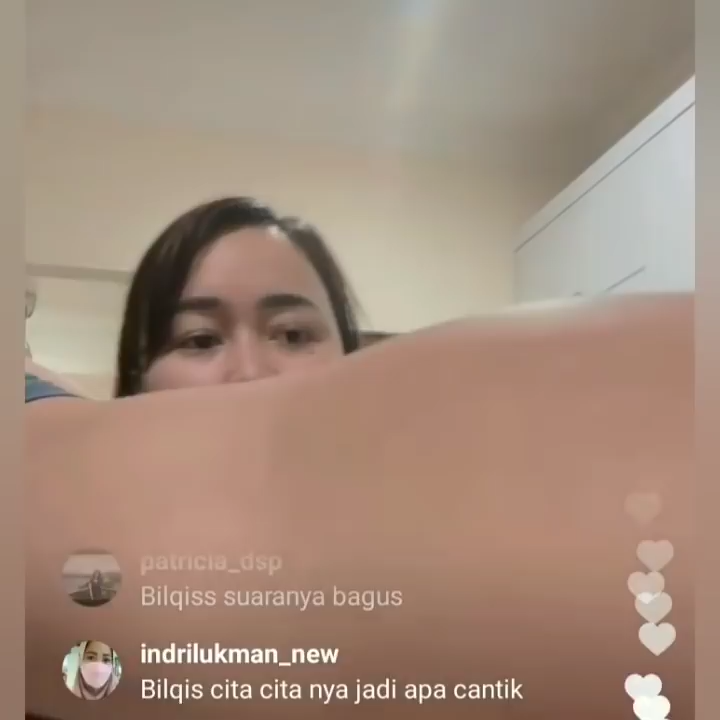 patricia_dsp
Bilqiss suaranya bagus
indrilukman_new
Bilqis cita cita nya jadi apa cantik